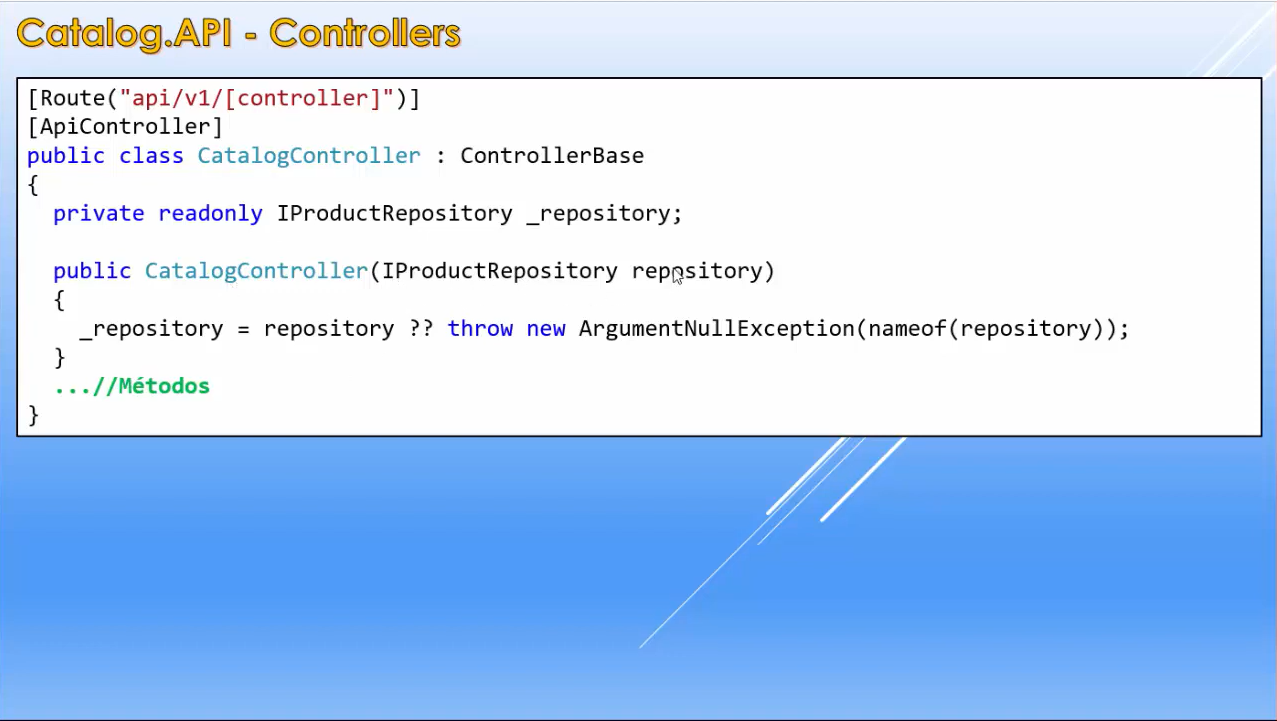 Catalog.API - Controllers
[Route("api/v1/[controller]")]
[ApiController]
public class CatalogController : ControllerBase
{
private readonly IProductRepository _repository;
public CatalogController(IProductRepository repository)
{
_repository = repository ?? throw new ArgumentNullException(nameof(repository));
}
...//Métodos
}